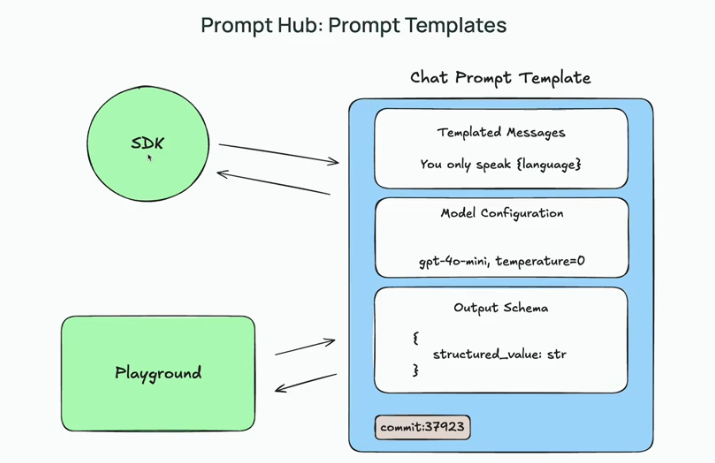 Prompt Hub: Prompt Templates
Chat Prompt Template
SDK
Templated Messages
You only speak {language}
Model Configuration
gpt-4o-mini, temperature=0
Output Schema
{
structured_value: str
}
Playground
commit:37923